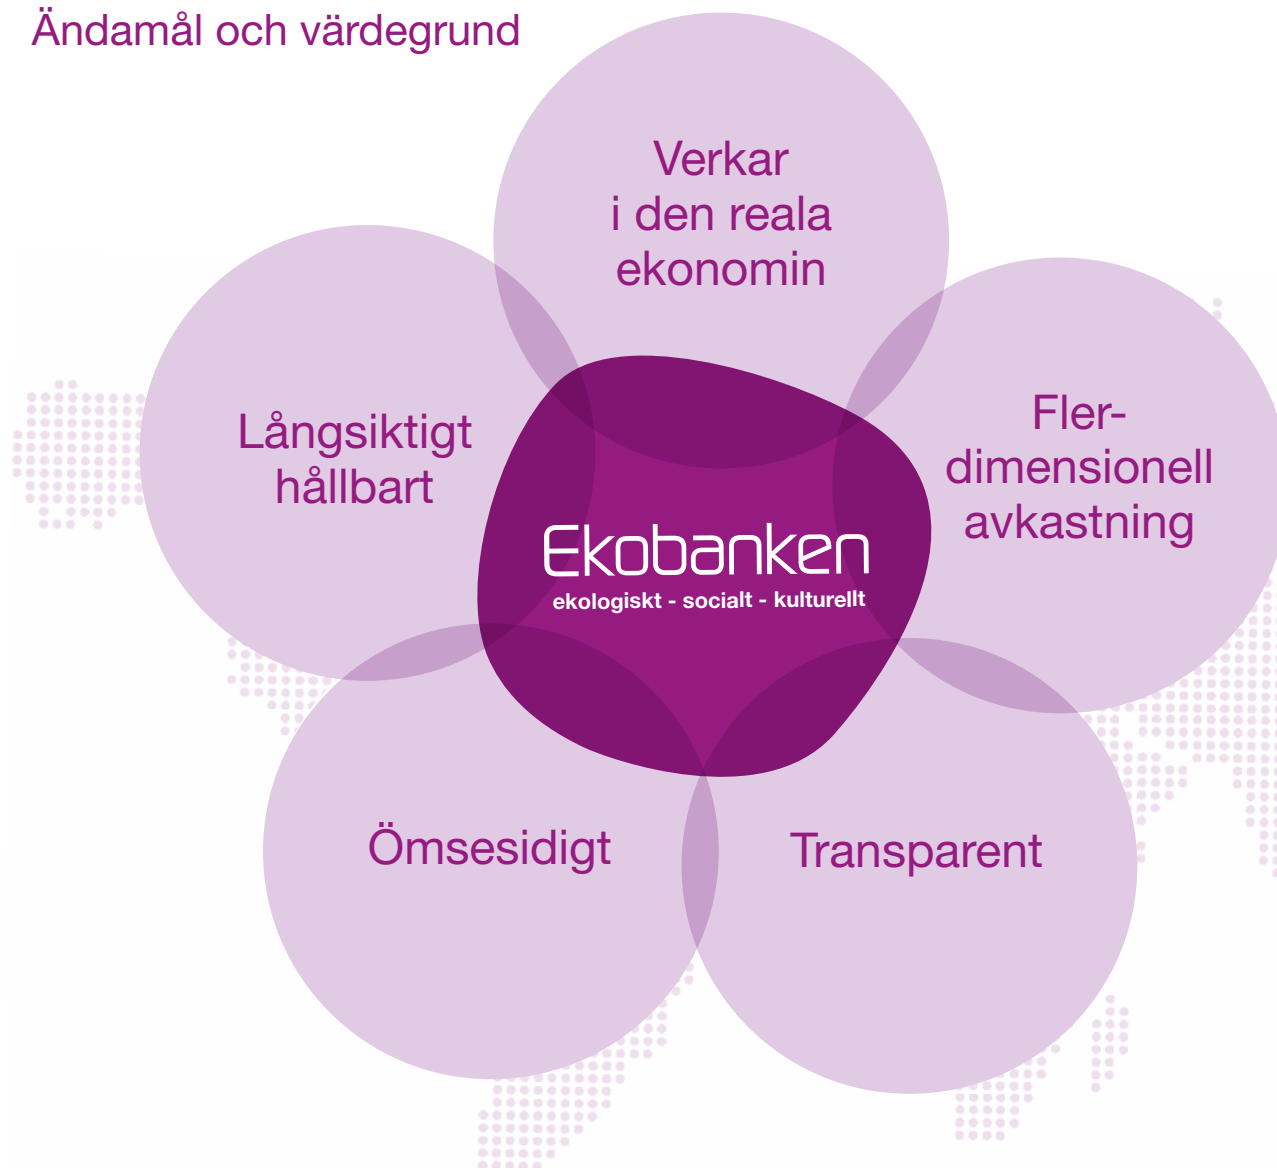 Ändamål och värdegrund
Verkar
i den reala
ekonomin
Långsiktigt
hållbart
Fler-
dimensionell
avkastning
Ekobanken
ekologiskt - socialt - kulturellt
Ömsesidigt
Transparent